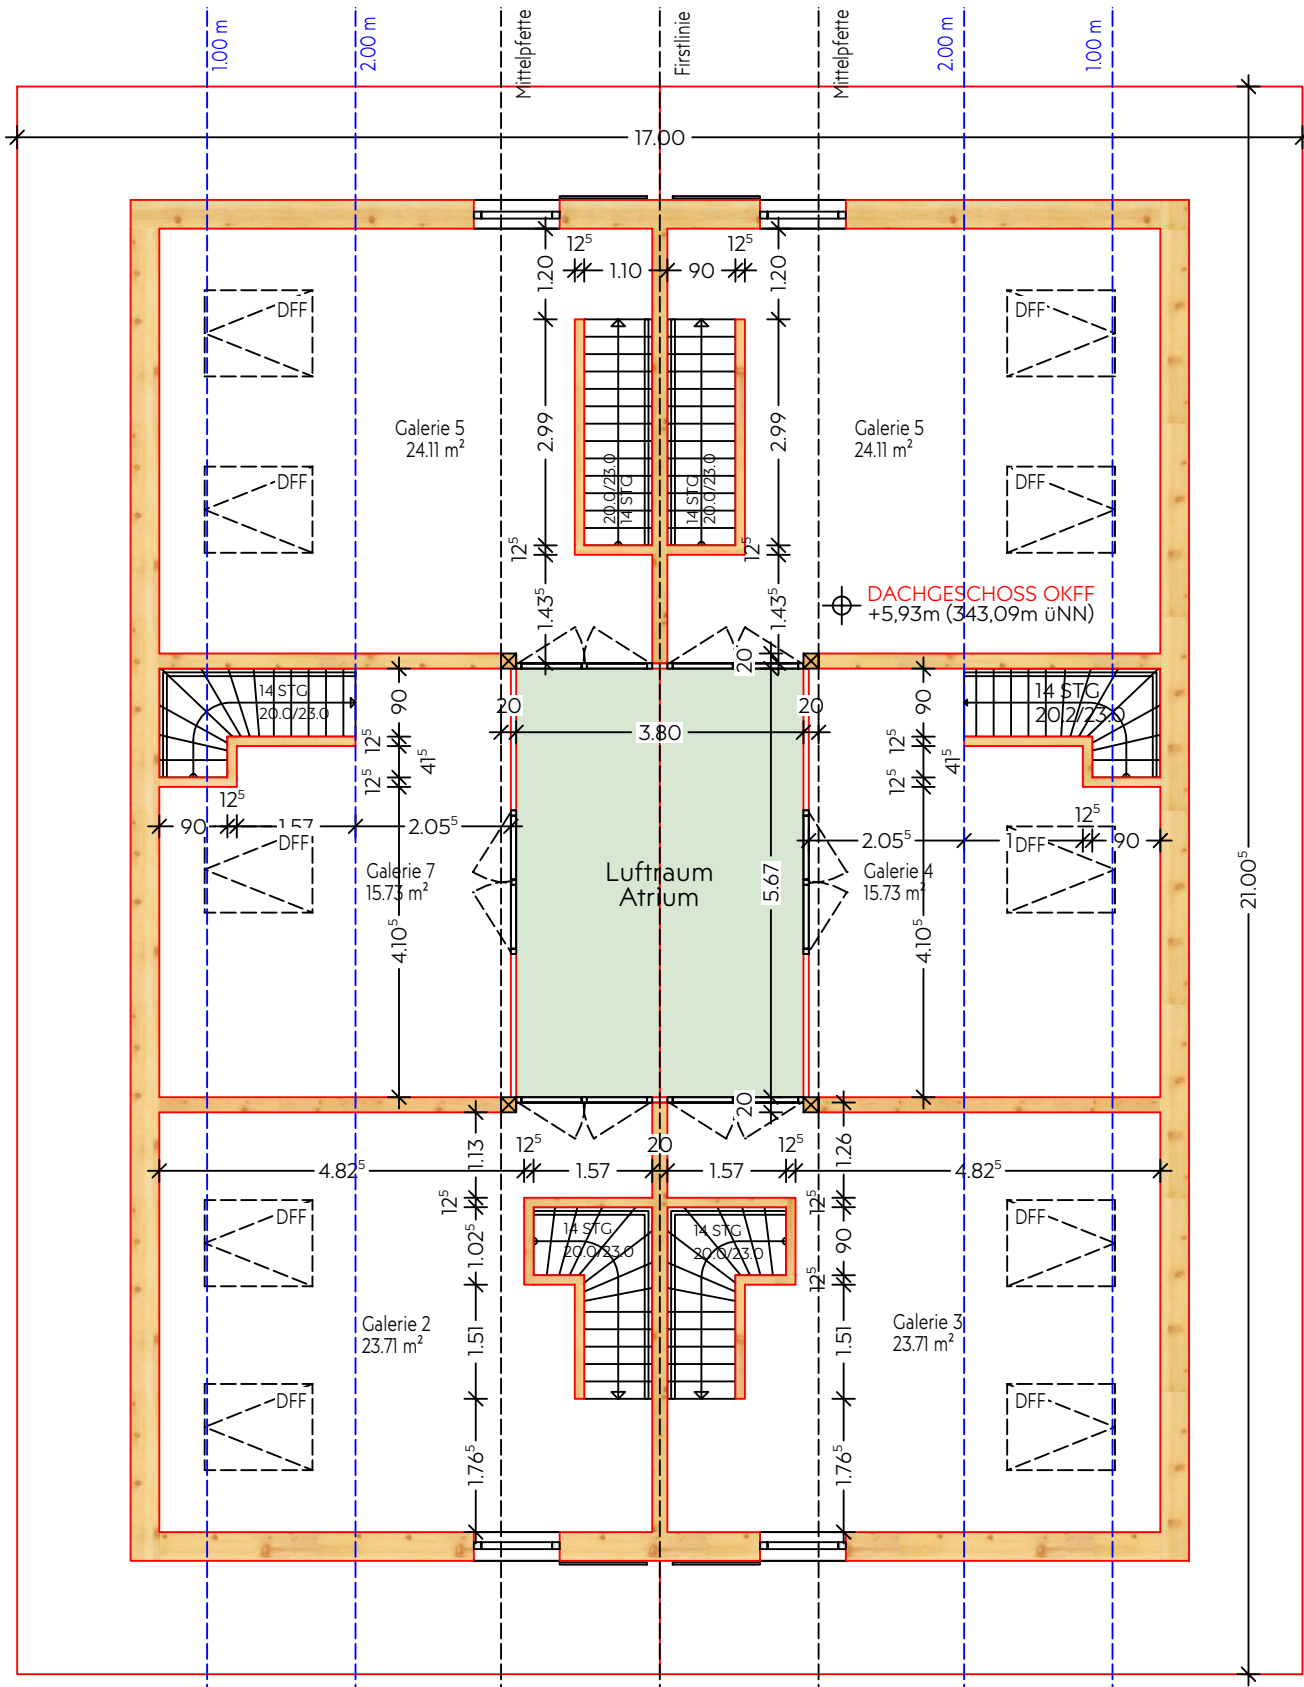 1.00 m
2.00 m
Mittelpfette
Firstlinie
Mittelpfette
2.00 m
1.00 m
17.00
12⁵
12⁵
1.20
1.10
90
1.20
DFF
DFF
Galerie 5
24.11 m²
2.99
2.99
Galerie 5
24.11 m²
DFF
DFF
20.0/23.0
14 STG
14 STG
20.0/23.0
12⁵
12⁵
1.43⁵
1.43⁵
DACHGESCHOSS OKFF
+5,93m (343,09m üNN)
20
14 STG
20.0/23.0
90
20
3.80
20
90
14 STG
20.2/23.0
12⁵
41⁵
12⁵
12⁵
41⁵
12⁵
12⁵
90
1.57
2.05⁵
12⁵
2.05⁵
1
90
DFF
DFF
Galerie 7
15.73 m²
Luftraum
Atrium
5.67
Galerie 4
15.73 m²
21.00⁵
4.10⁵
4.10⁵
20
1.13
12⁵
20
12⁵
1.26
4.82⁵
1.57
1.57
4.82⁵
12⁵
12⁵
DFF
DFF
14 STG
20.0/23.0
14 STG
20.0/23.0
1.02⁵
90
12⁵
Galerie 2
23.71 m²
1.51
1.51
Galerie 3
23.71 m²
DFF
DFF
1.76⁵
1.76⁵